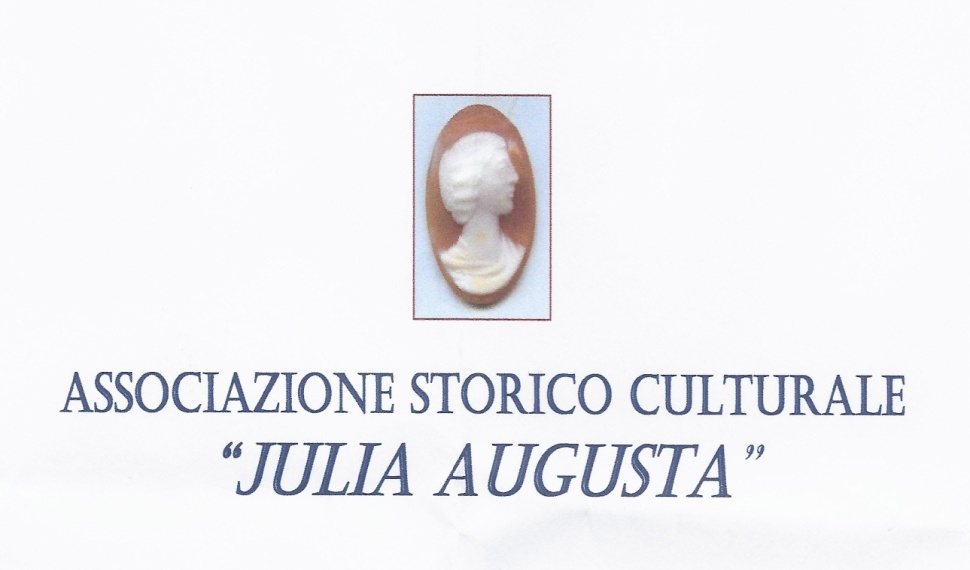 ASSOCIAZIONE STORICO CULTURALE
“JULIA AUGUSTA”